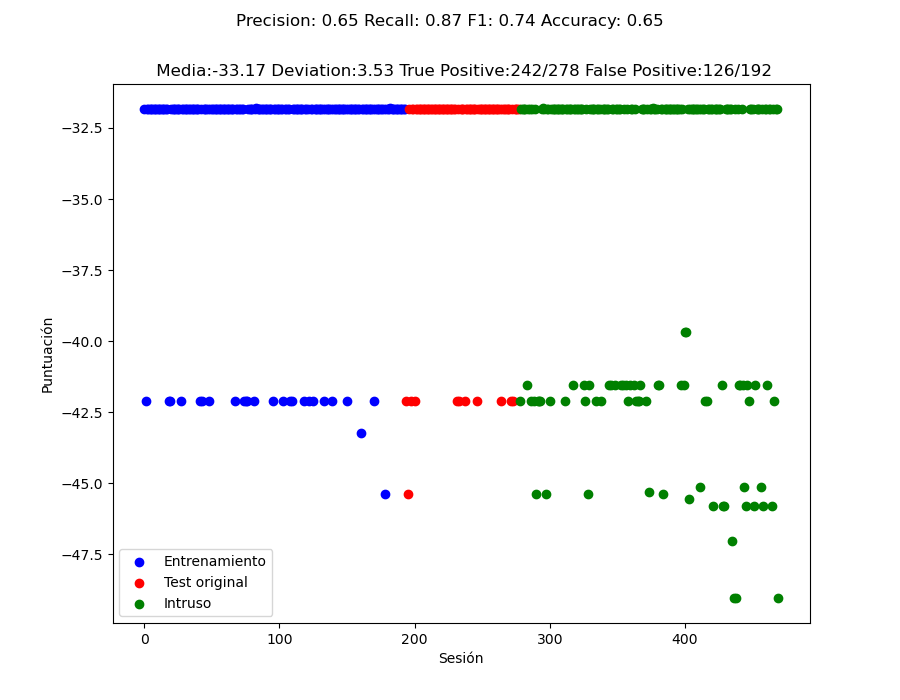 Precision: 0.65 Recall: 0.87 F1: 0.74 Accuracy: 0.65
Media:-33.17 Deviation:3.53 True Positive:242/278 False Positive:126/192
−32.5
−35.0
−37.5
−40.0
−42.5
−45.0
−47.5
Puntuación
Entrenamiento
Test original
Intruso
0 100 200 300 400
Sesión